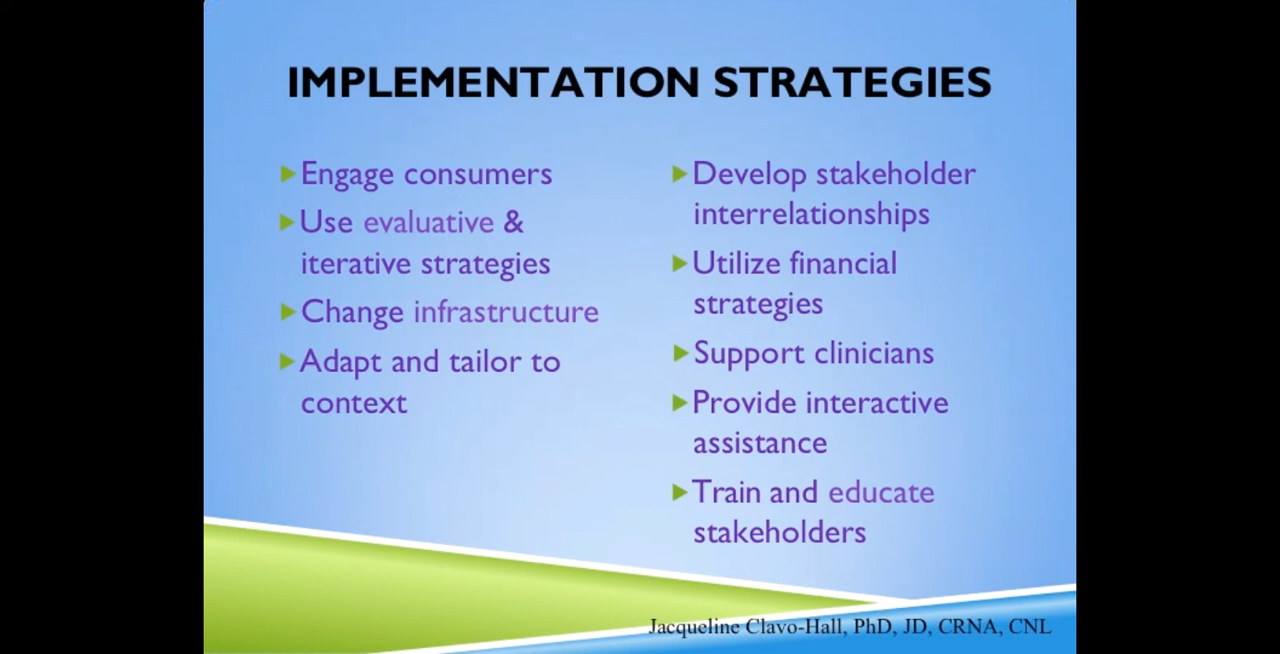 IMPLEMENTATION STRATEGIES
Engage consumers
Use evaluative &
iterative strategies
Change infrastructure
Adapt and tailor to
context
Develop stakeholder
interrelationships
Utilize financial
strategies
Support clinicians
Provide interactive
assistance
Train and educate
stakeholders
Jacqueline Clavo-Hall, PhD, JD, CRNA, CNL